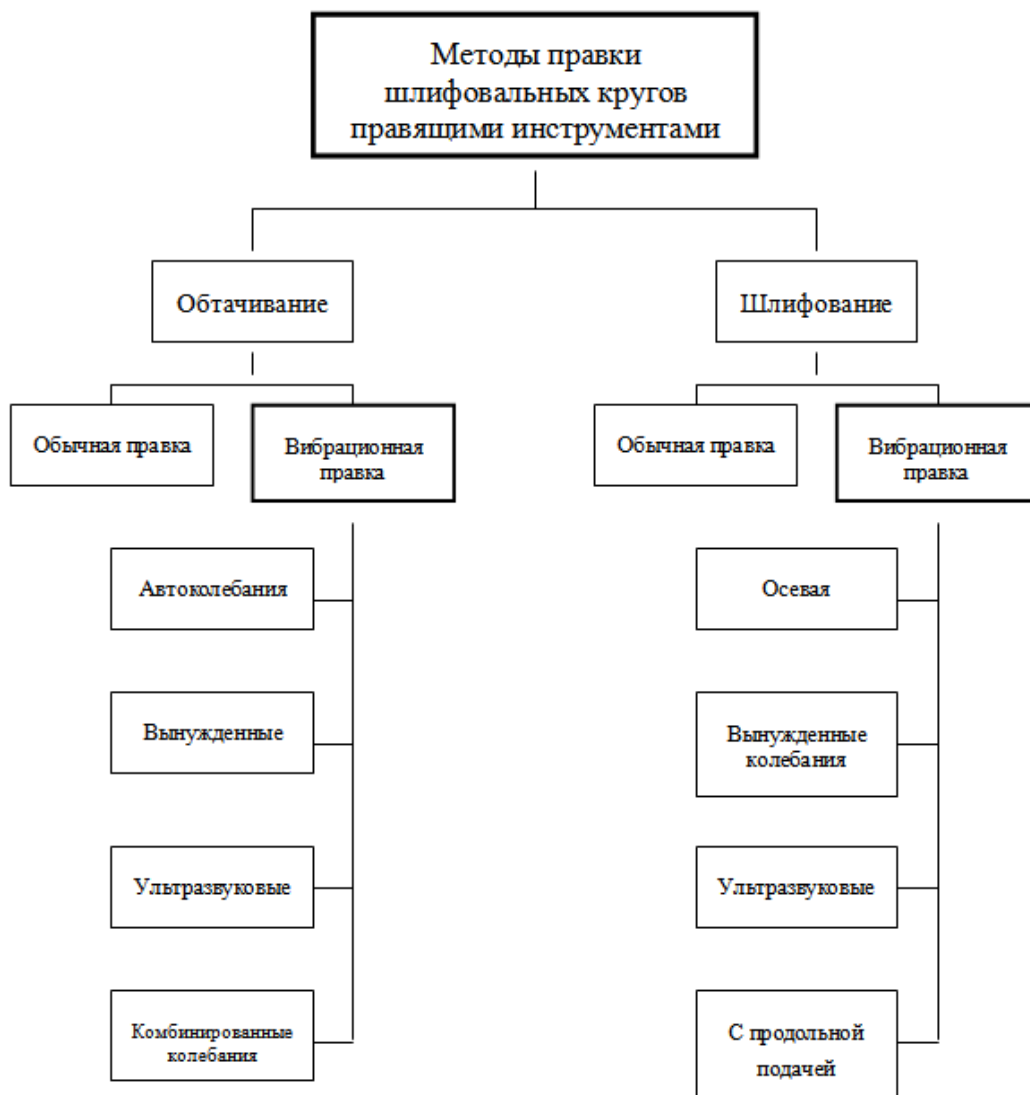 Методы правки
шлифовальных кругов
правящими инструментами
Обтачивание
Шлифование
Обычная правка
Вибрационная
правка
Обычная правка
Вибрационная
правка
Автоколебания
Осевая
Вынужденные
Вынужденные
колебания
Ультразвуковые
Ультразвуковые
Комбинированные
колебания
С продольной
подачей